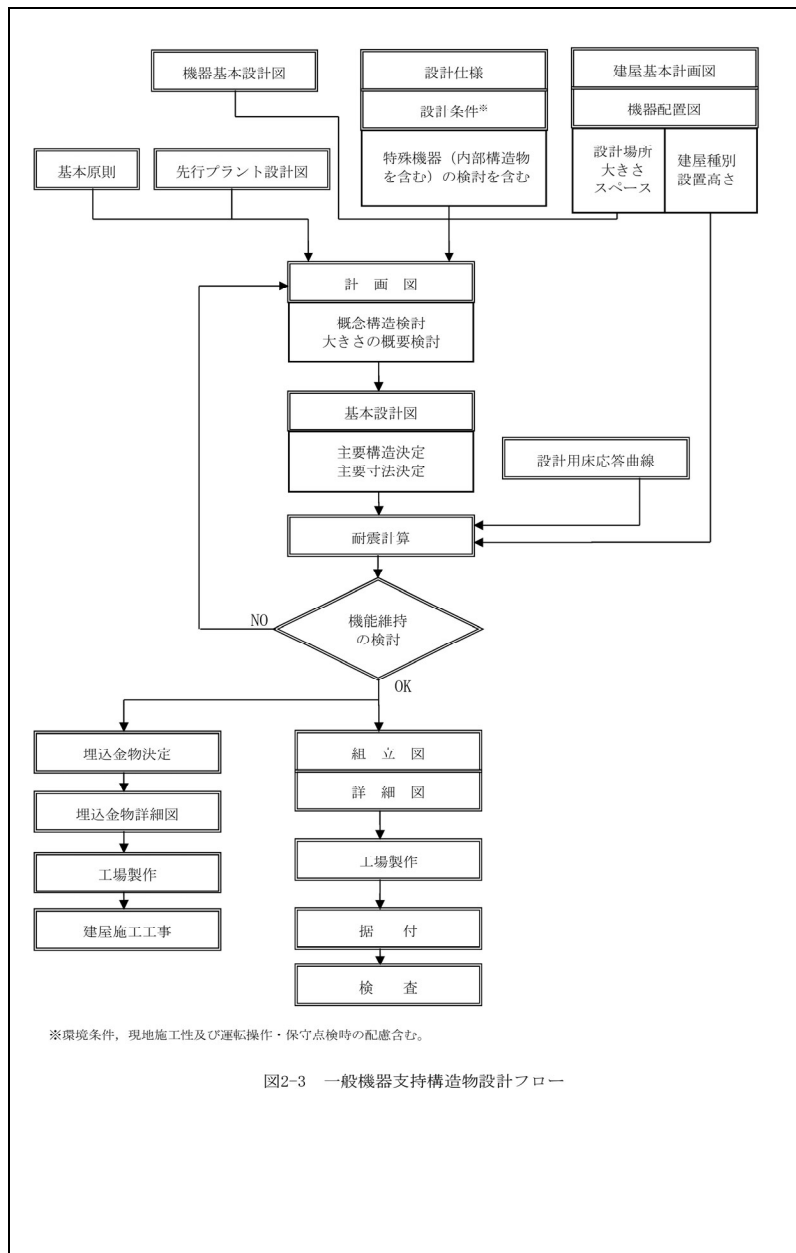 機器基本設計図
設計仕様
設計条件※
特殊機器（内部構造物
を含む）の検討を含む
建屋基本計画図
機器配置図
設計場所
大きさ
スペース
建屋種別
設置高さ
基本原則
先行プラント設計図
計　画　図
概念構造検討
大きさの概要検討
基本設計図
主要構造決定
主要寸法決定
設計用床応答曲線
耐震計算
機能維持
の検討
NO
OK
埋込金物決定
埋込金物詳細図
工場製作
建屋施工工事
組　立　図
詳　細　図
工場製作
据　　付
検　　査
※環境条件，現地施工性及び運転操作・保守点検時の配慮含む。
図2-3　一般機器支持構造物設計フロー